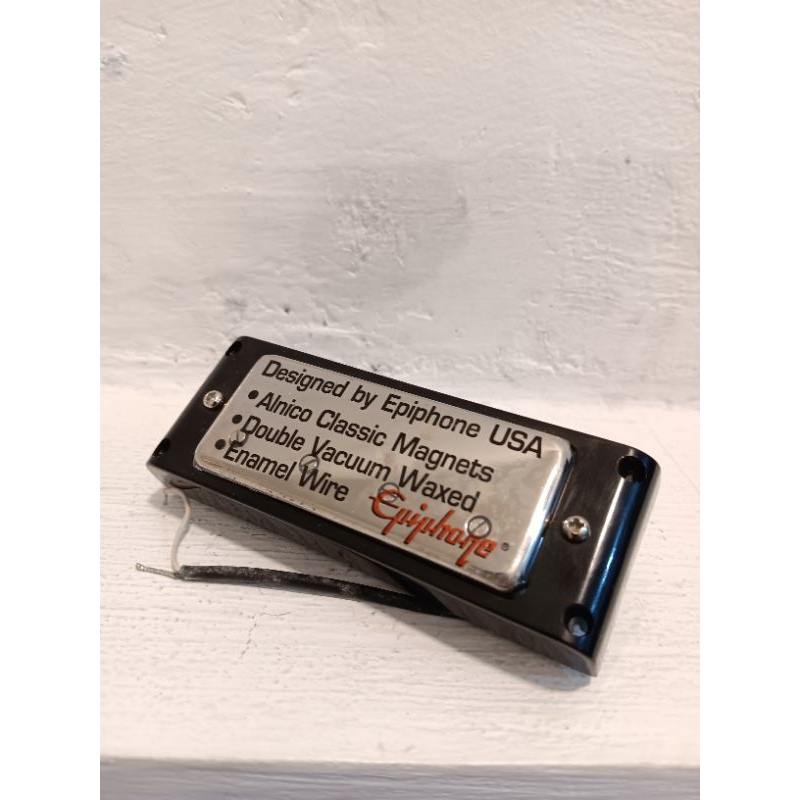 Designed by Epiphone USA
• Alnico Classic Magnets
• Double Vacuum Waxed
• Enamel Wire
Epiphone ®